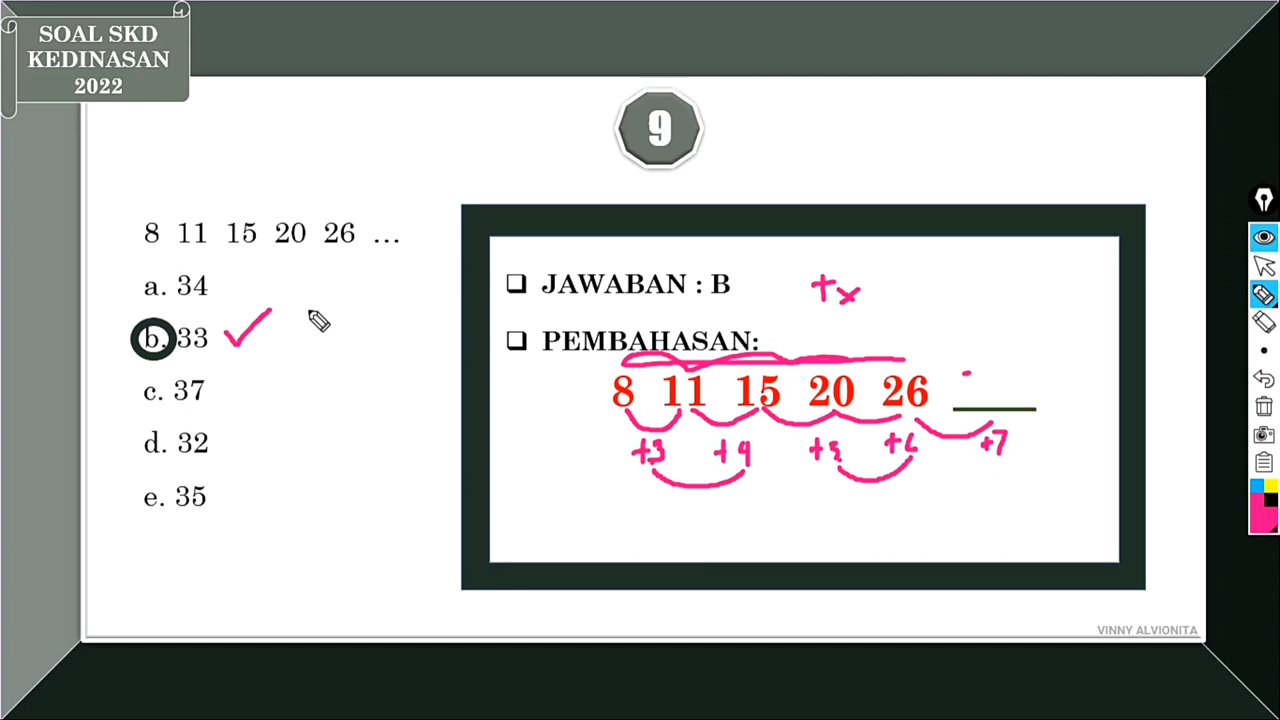 SOAL SKD
KEDINASAN
2022
9
8 11 15 20 26 ...
a. 34
b. 33
c. 37
d. 32
e. 35
JAWABAN : B
+x
PEMBAHASAN:
8 11 15 20 26
+3 +4 +5 +6 +7
VINNY ALVIONITA